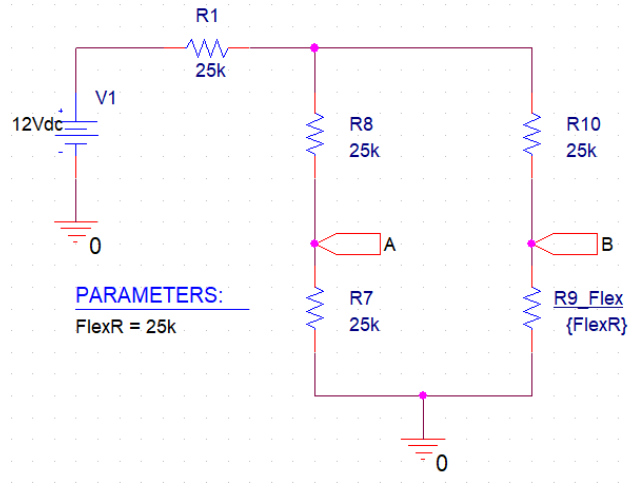 R1
25k
V1
12Vdc
+
-
0
R8
25k
R10
25k
A
B
PARAMETERS:
FlexR = 25k
R7
25k
R9_Flex
{FlexR}
0